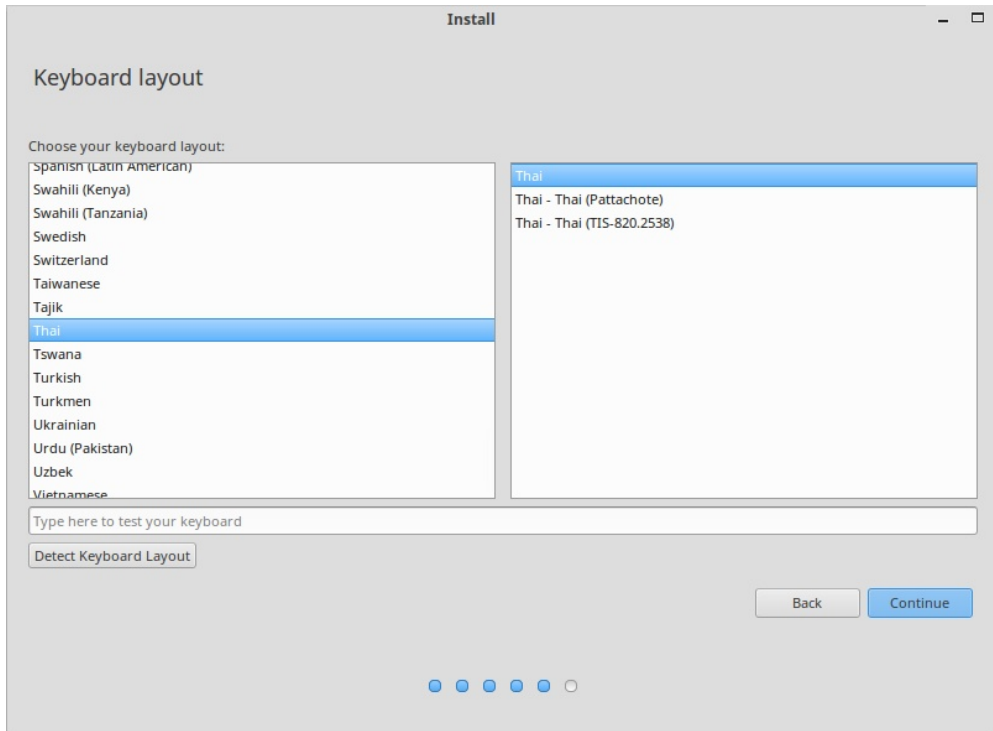 Install
Keyboard layout
Choose your keyboard layout:
Spanish (Latin American)
Swahili (Kenya)
Swahili (Tanzania)
Swedish
Switzerland
Taiwanese
Tajik
Thai
Tswana
Turkish
Turkmen
Ukrainian
Urdu (Pakistan)
Uzbek
Vietnamese
Thai
Thai - Thai (Pattachote)
Thai - Thai (TIS-820.2538)
Type here to test your keyboard
Detect Keyboard Layout
Back
Continue